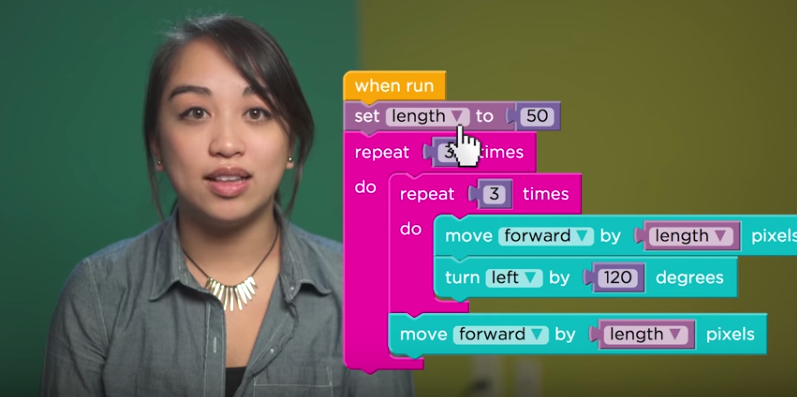 when run
set length to 50
repeat 3 times
do
repeat 3 times
do
move forward by length pixels
turn left by 120 degrees
move forward by length pixels